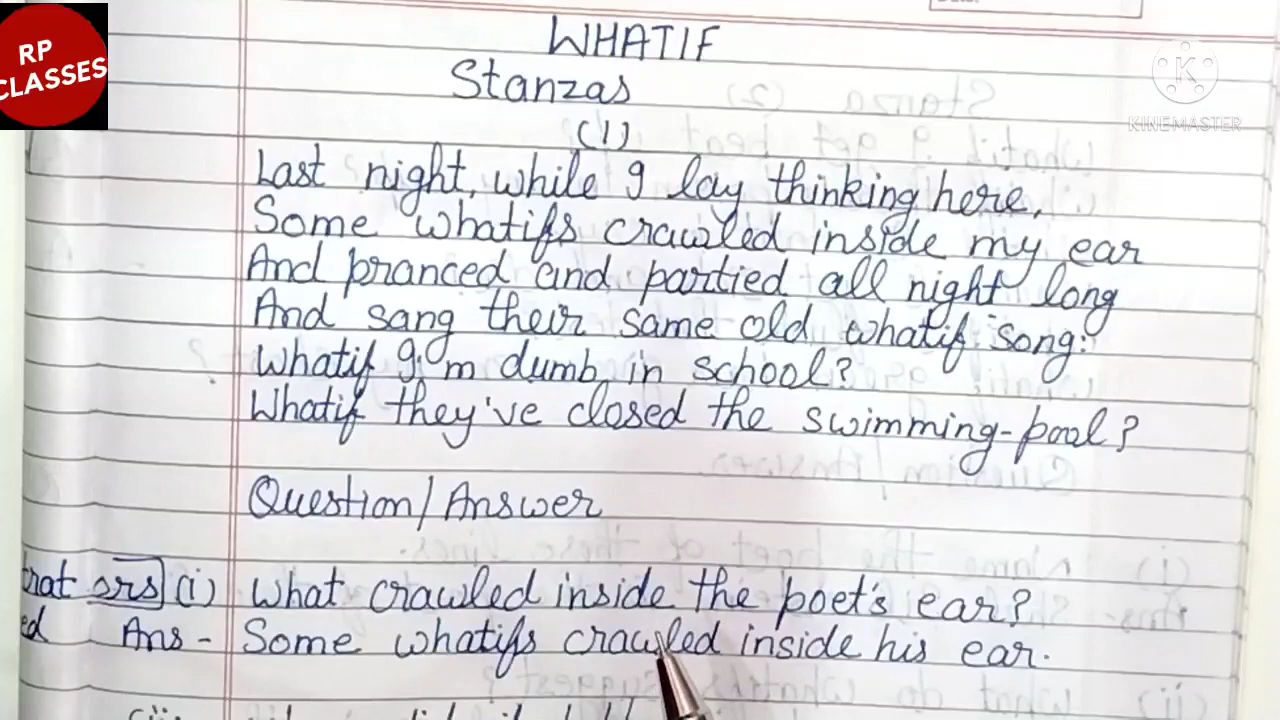 RP
CLASSES
KINEMASTER
WHATIF
Stanzas
(1)
Last night, while I lay thinking here,
Some whatifs crawled inside my ear
And pranced and partied all night long
And sang their same old whatif song:
Whatif I'm dumb in school?
Whatif they've closed the swimming-pool?
Question/Answer
(i) What crawled inside the poet's ear?
Ans - Some whatifs crawled inside his ear.